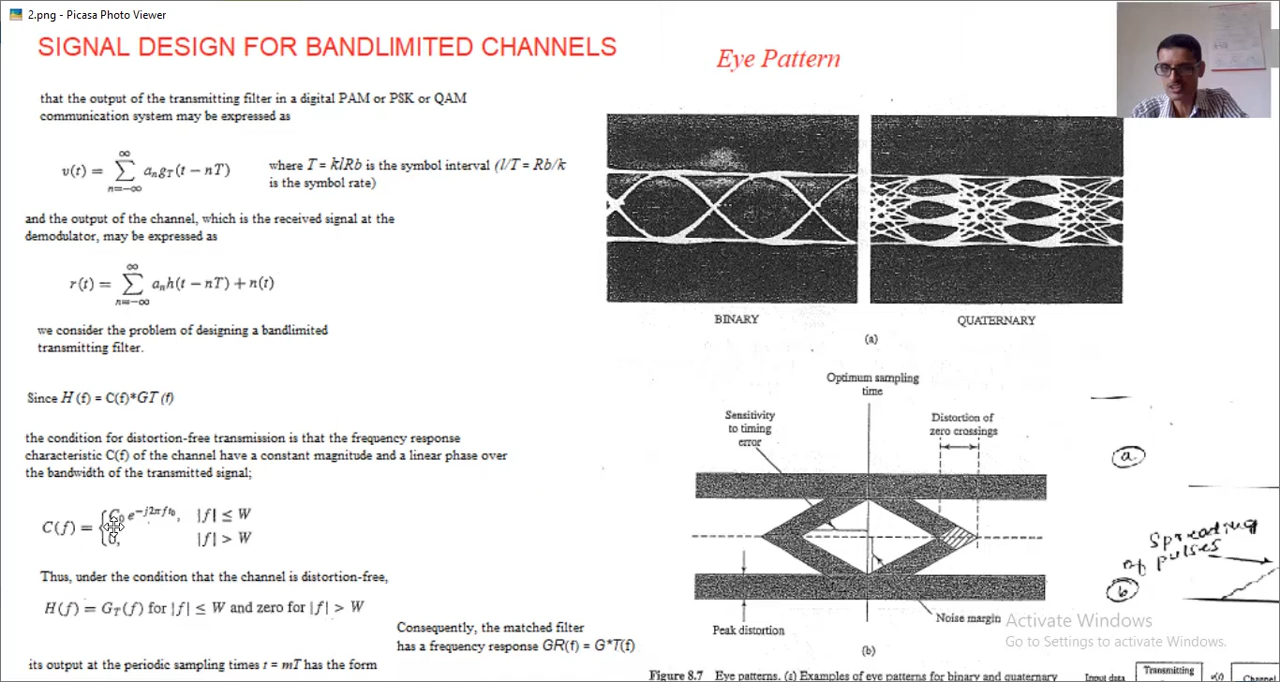 2.png - Picasa Photo Viewer
SIGNAL DESIGN FOR BANDLIMITED CHANNELS
that the output of the transmitting filter in a digital PAM or PSK or QAM
communication system may be expressed as
v(t) = ∑ aₙg_T(t − nT)
n=−∞
∞
where T = klRb is the symbol interval (l/T = Rb/k
is the symbol rate)
and the output of the channel, which is the received signal at the
demodulator, may be expressed as
r(t) = ∑ aₙh(t − nT) + n(t)
n=−∞
∞
we consider the problem of designing a bandlimited
transmitting filter.
Since H (f) = C(f)*GT (f)
the condition for distortion-free transmission is that the frequency response
characteristic C(f) of the channel have a constant magnitude and a linear phase over
the bandwidth of the transmitted signal;
C(f) = { C₀ e^−j2πft₀, |f| ≤ W
0, |f| > W
Thus, under the condition that the channel is distortion-free,
H(f) = G_T(f) for |f| ≤ W and zero for |f| > W
Consequently, the matched filter
has a frequency response GR(f) = G*T(f)
its output at the periodic sampling times t = mT has the form
Eye Pattern
BINARY
QUATERNARY
(a)
Optimum sampling
time
Sensitivity
to timing
error
Distortion of
zero crossings
Noise margin
Peak distortion
(b)
Figure 8.7 Eye patterns. (a) Examples of eye patterns for binary and quaternary
a
Spreading
of pulses
b
Activate Windows
Go to Settings to activate Windows.
Input data
Transmitting
v(t)
Channel